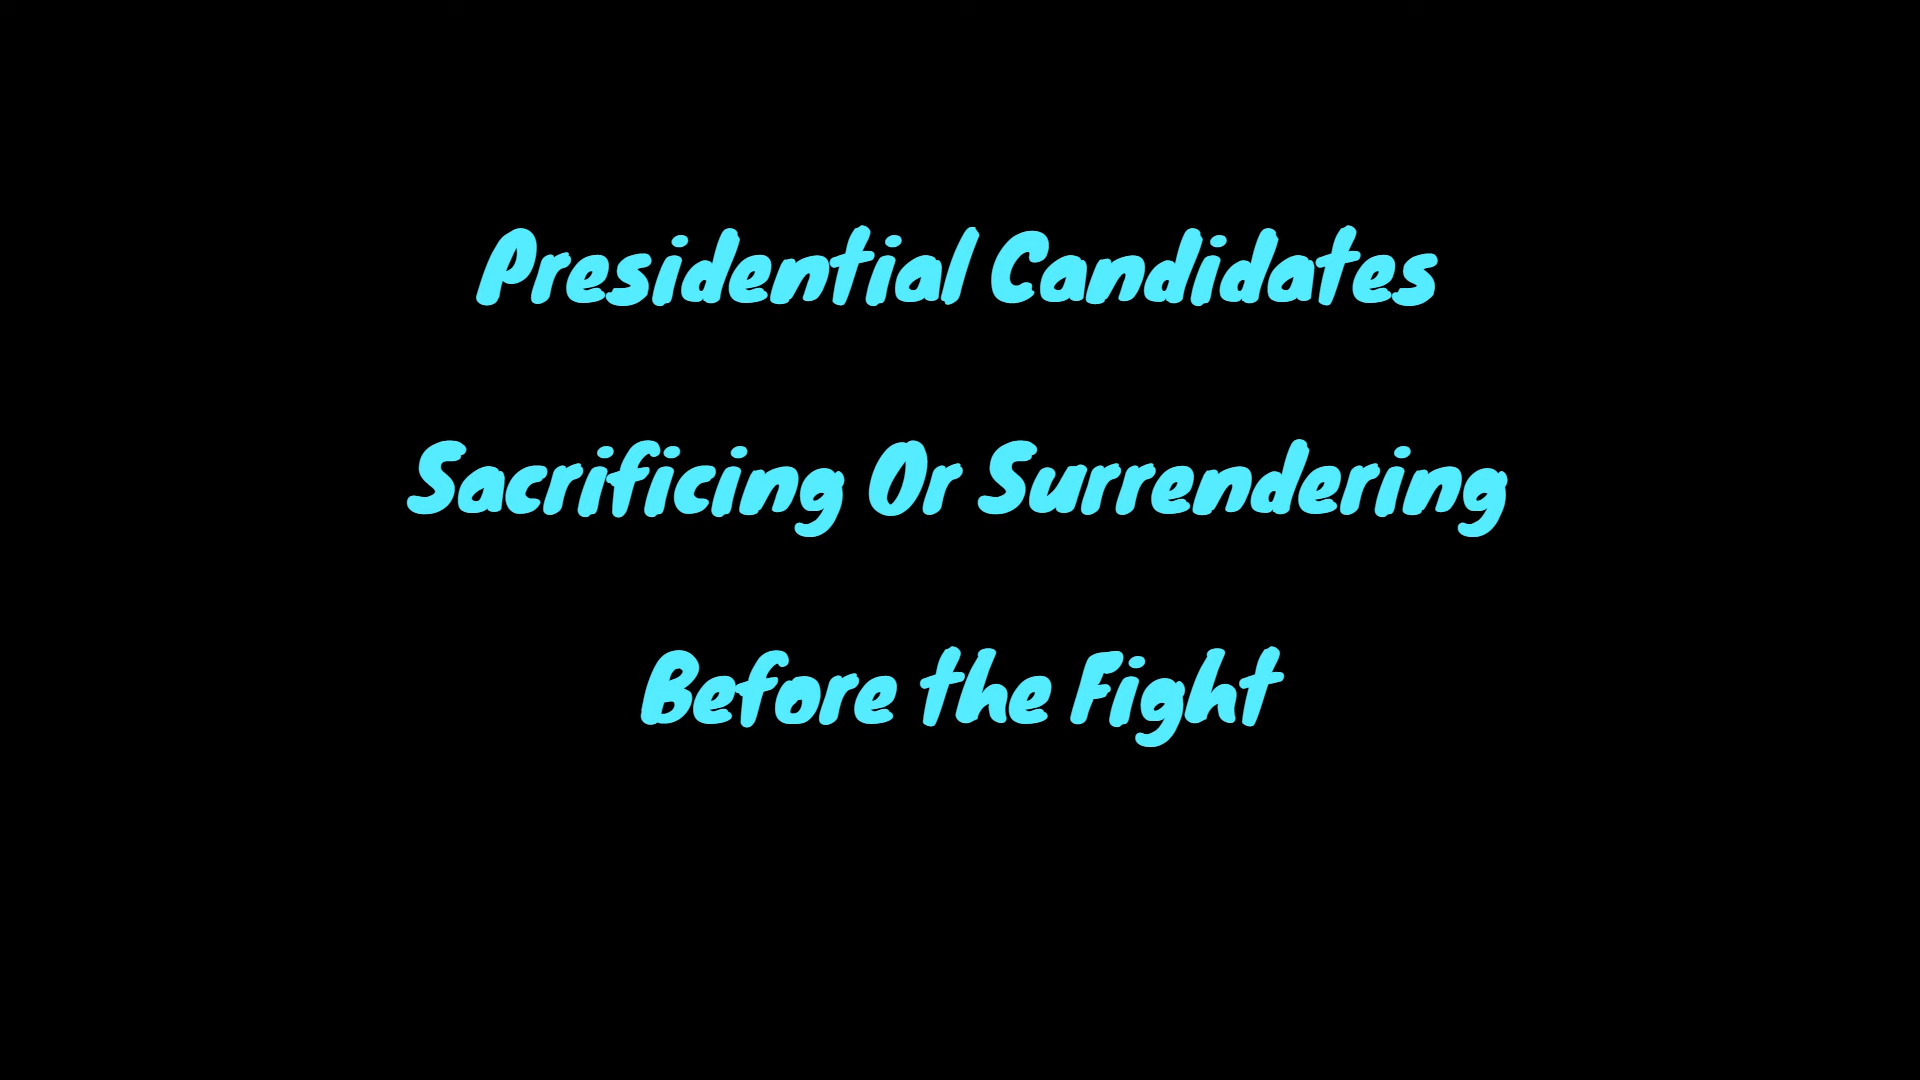 Presidential Candidates
Sacrificing Or Surrendering
Before the Fight